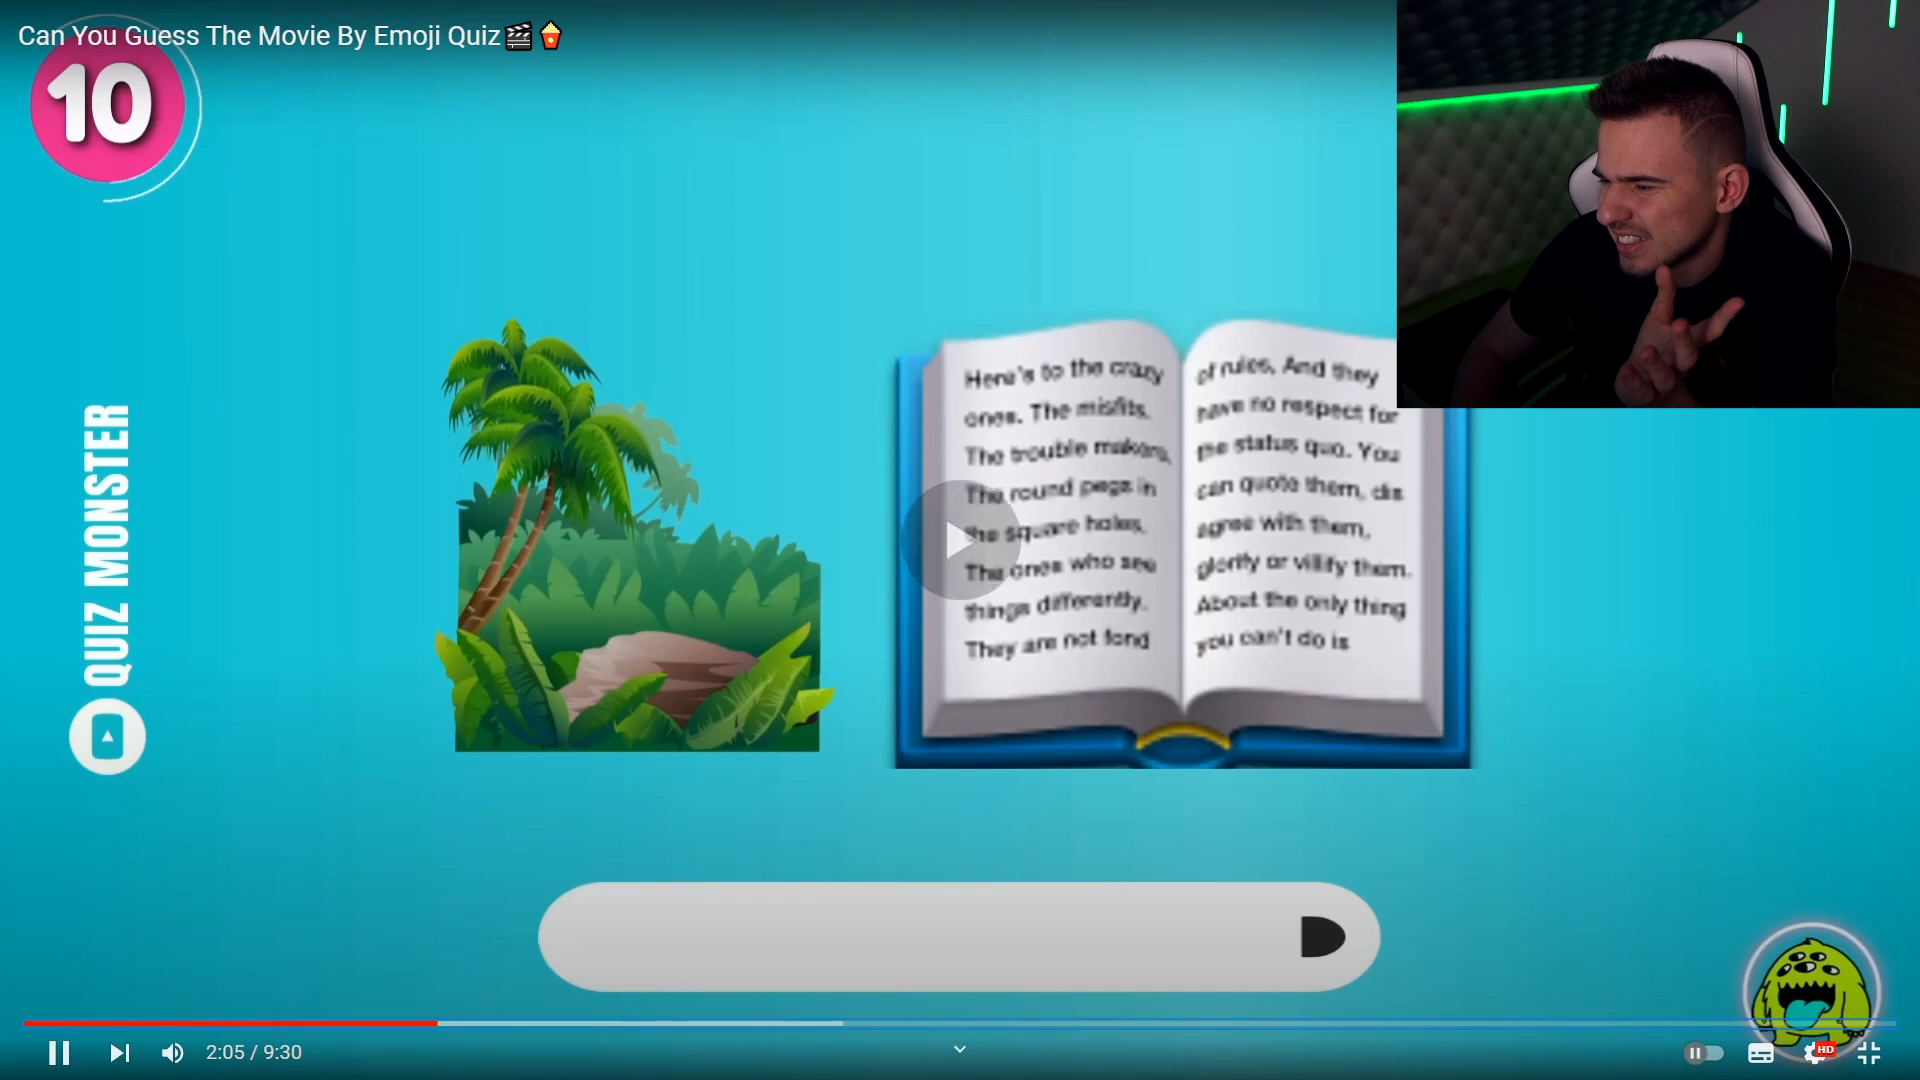 Can You Guess The Movie By Emoji Quiz🎬🍿
10
QUIZ MONSTER
Here's to the crazy
ones. The misfits.
The trouble makers,
The round pegs in
the square holes.
The ones who see
things differently.
They are not fond
of rules, And they
have no respect for
the status quo. You
can quote them, dis
agree with them,
glorify or villify them.
About the only thing
you can't do is
2:05 / 9:30
HD